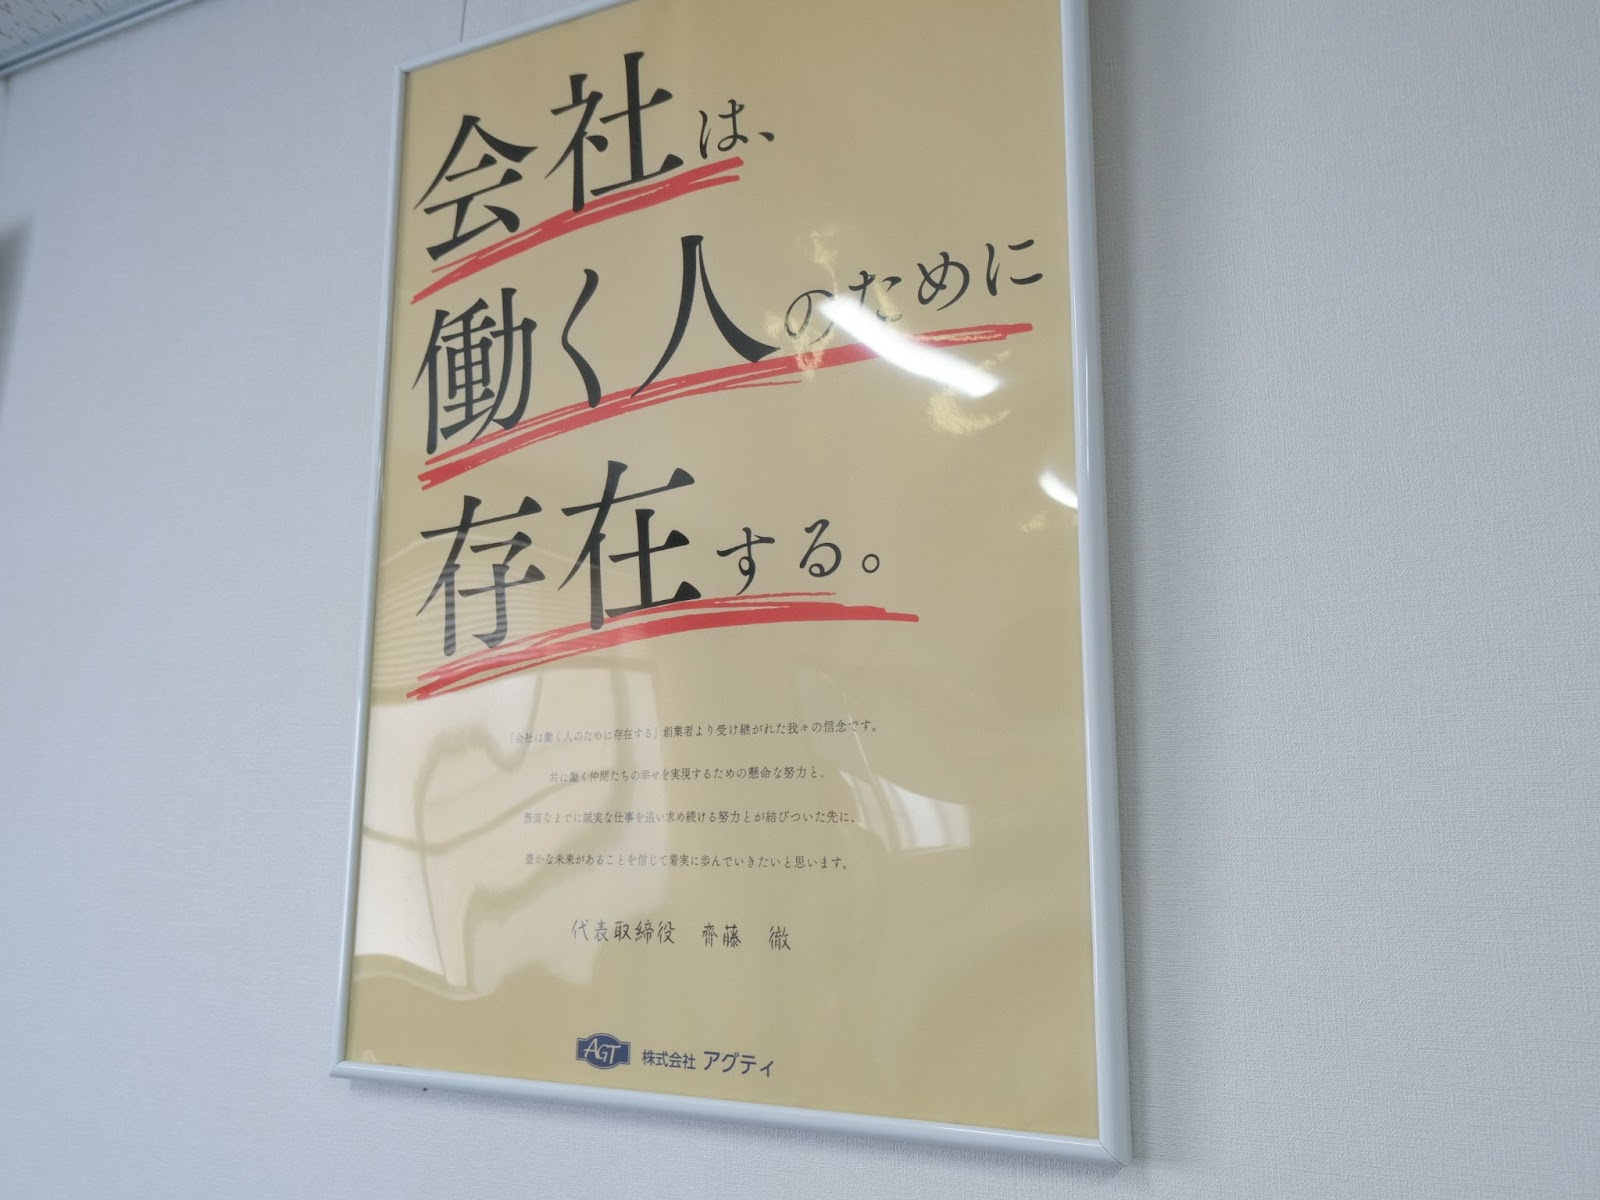 会社は、
働く人のために
存在する。
「会社は働く人のために存在する」創業者より受け継がれた我々の信念です。
共に働く仲間たちの幸せを実現するための懸命な努力と、
愚直なまでに誠実な仕事を追い求め続ける努力とが結びついた先に、
豊かな未来があることを信じて着実に歩んでいきたいと思います。
代表取締役 齊藤 徹
AGT 株式会社 アグティ